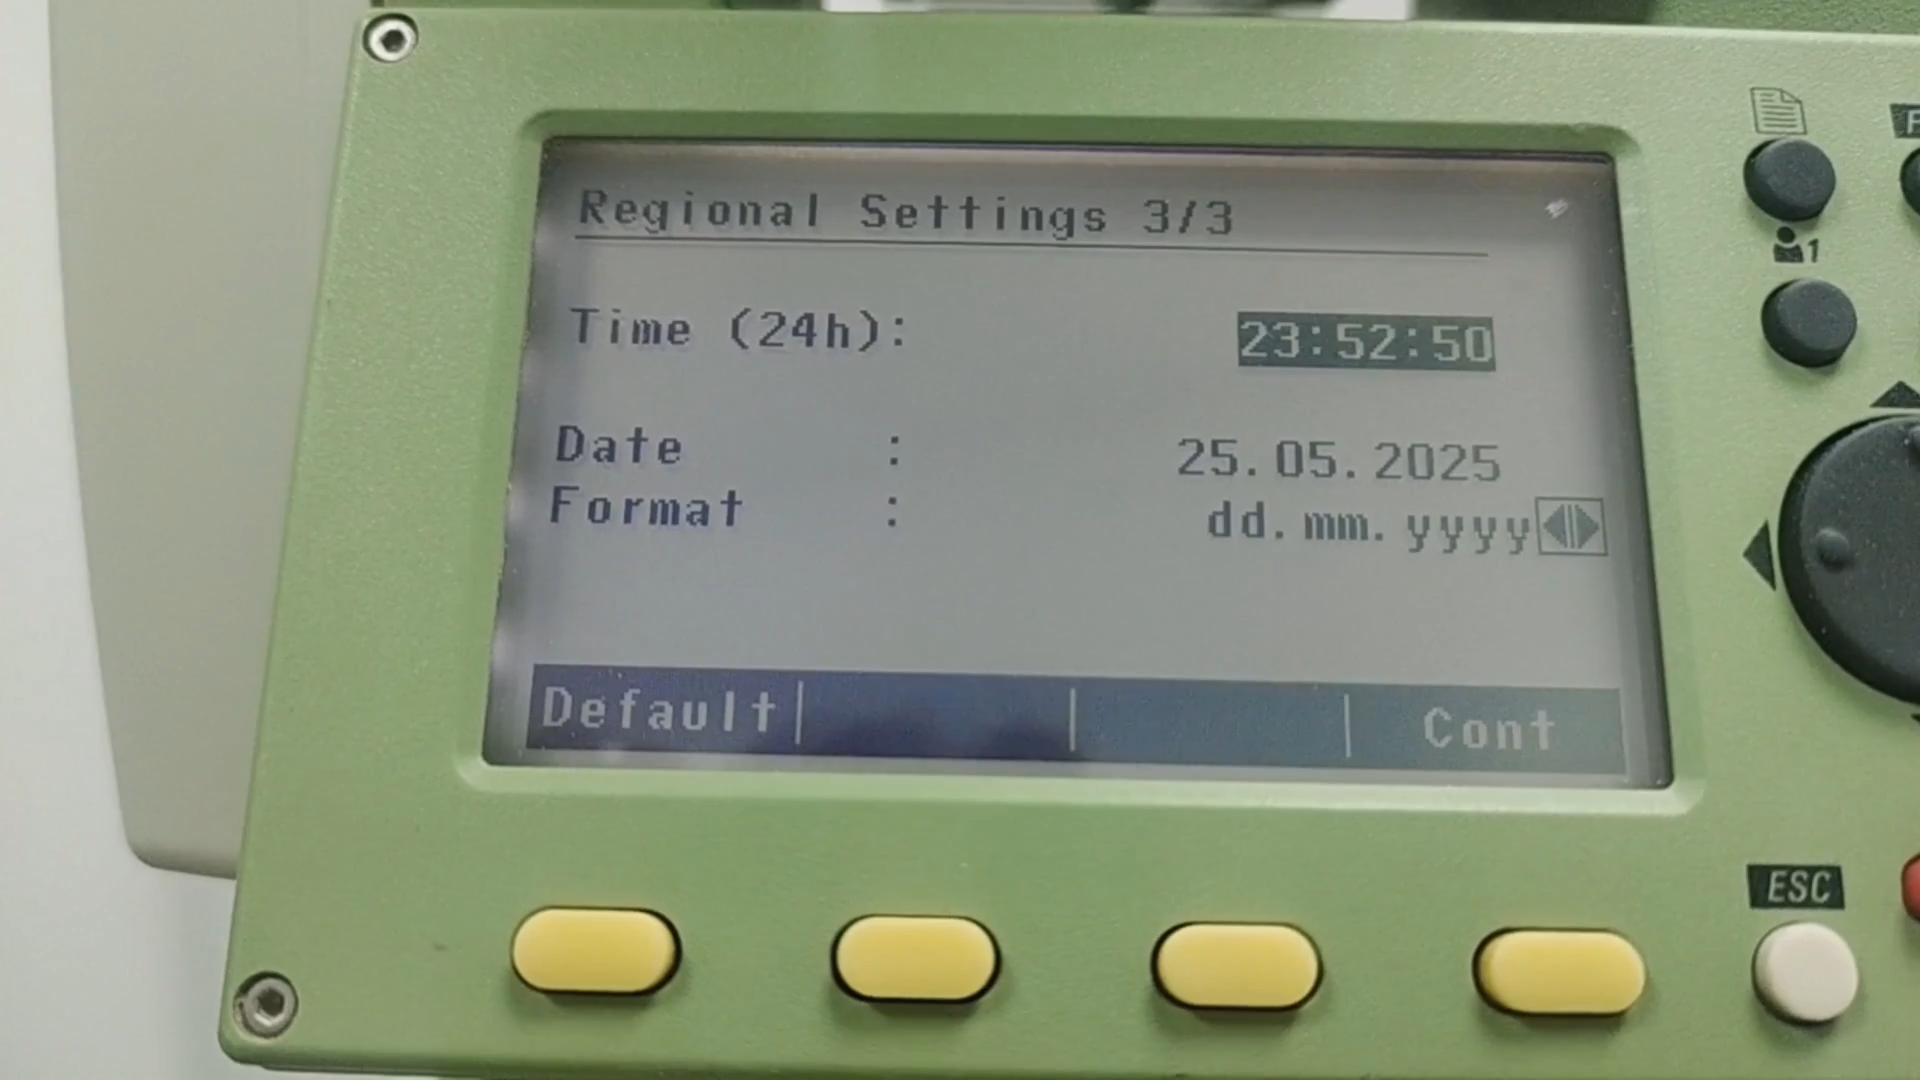 Regional Settings 3/3
Time (24h): 23:52:50
Date : 25.05.2025
Format : dd.mm.yyyy
Default Cont
1
ESC